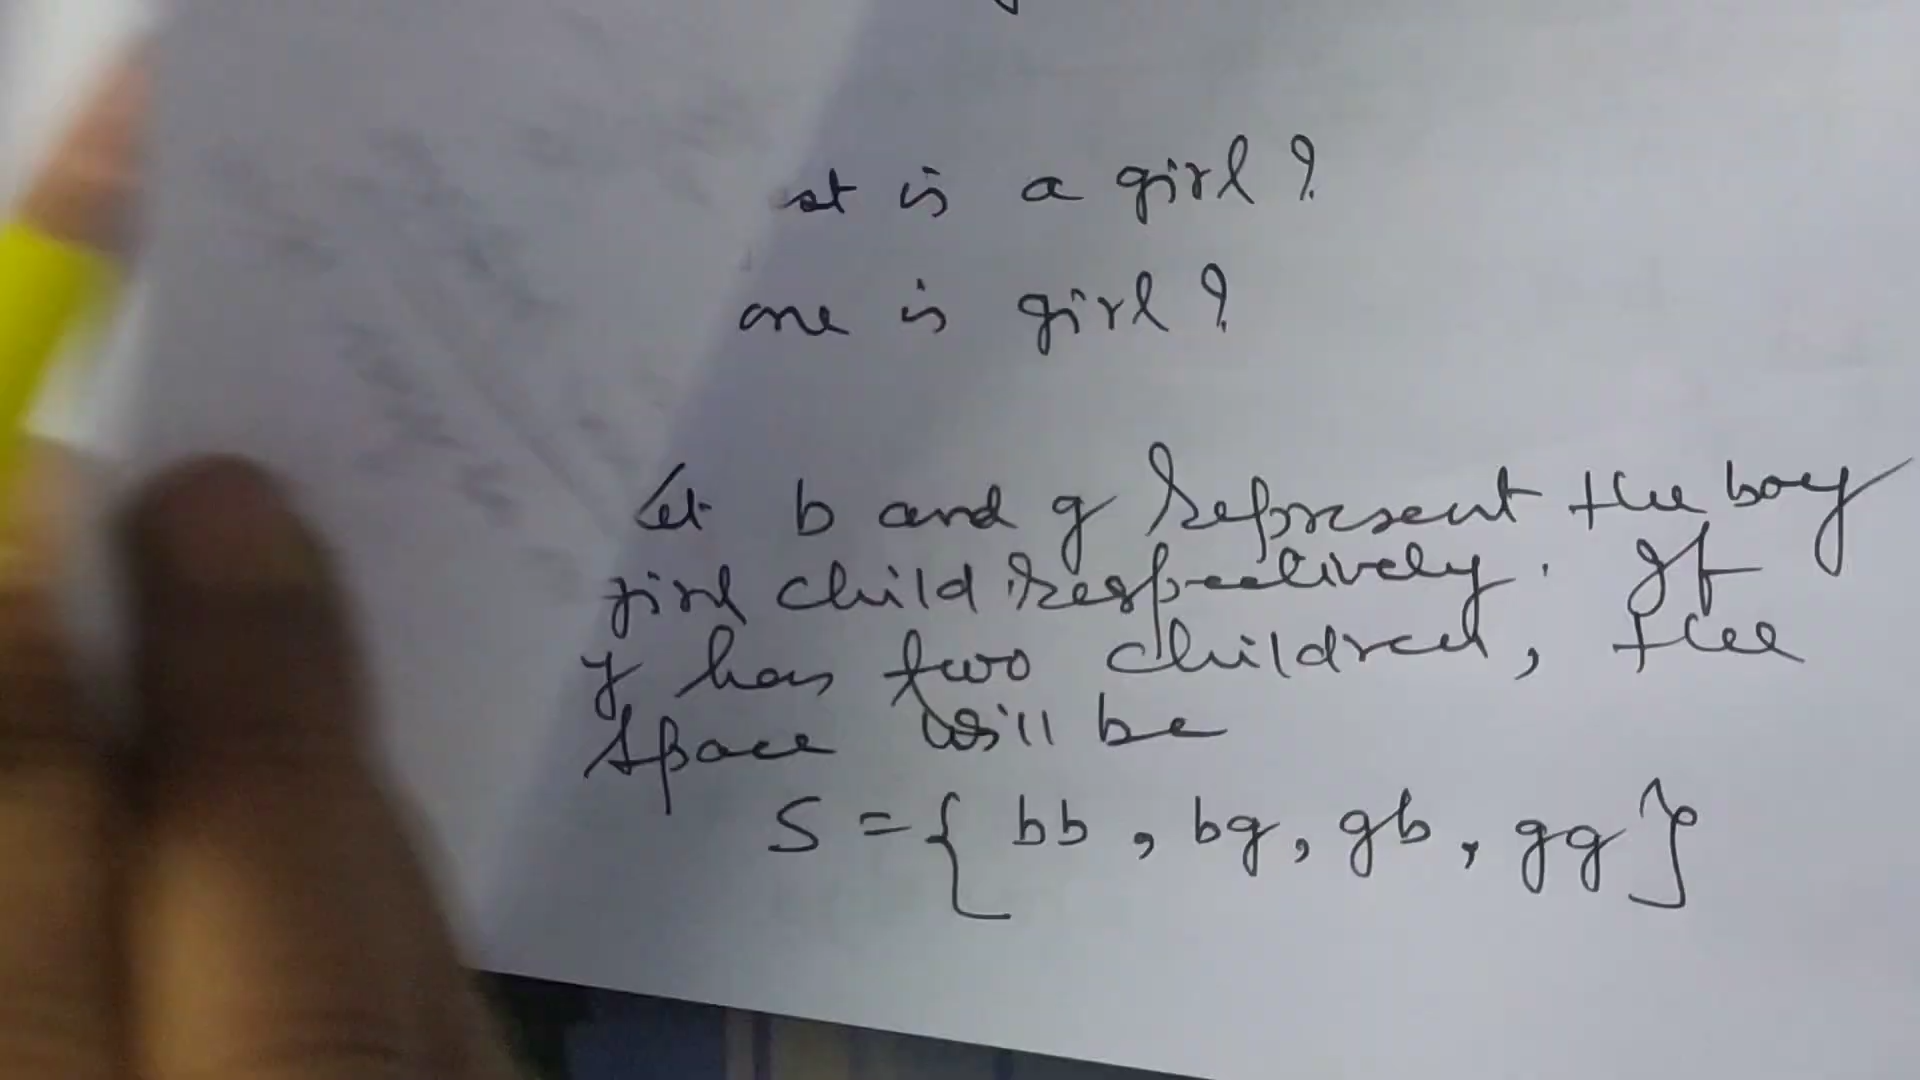 st is a girl?
one is girl?
Let b and g represent the boy
girl child respectively. If
y has two children, the
space will be
S = { bb, bg, gb, gg }